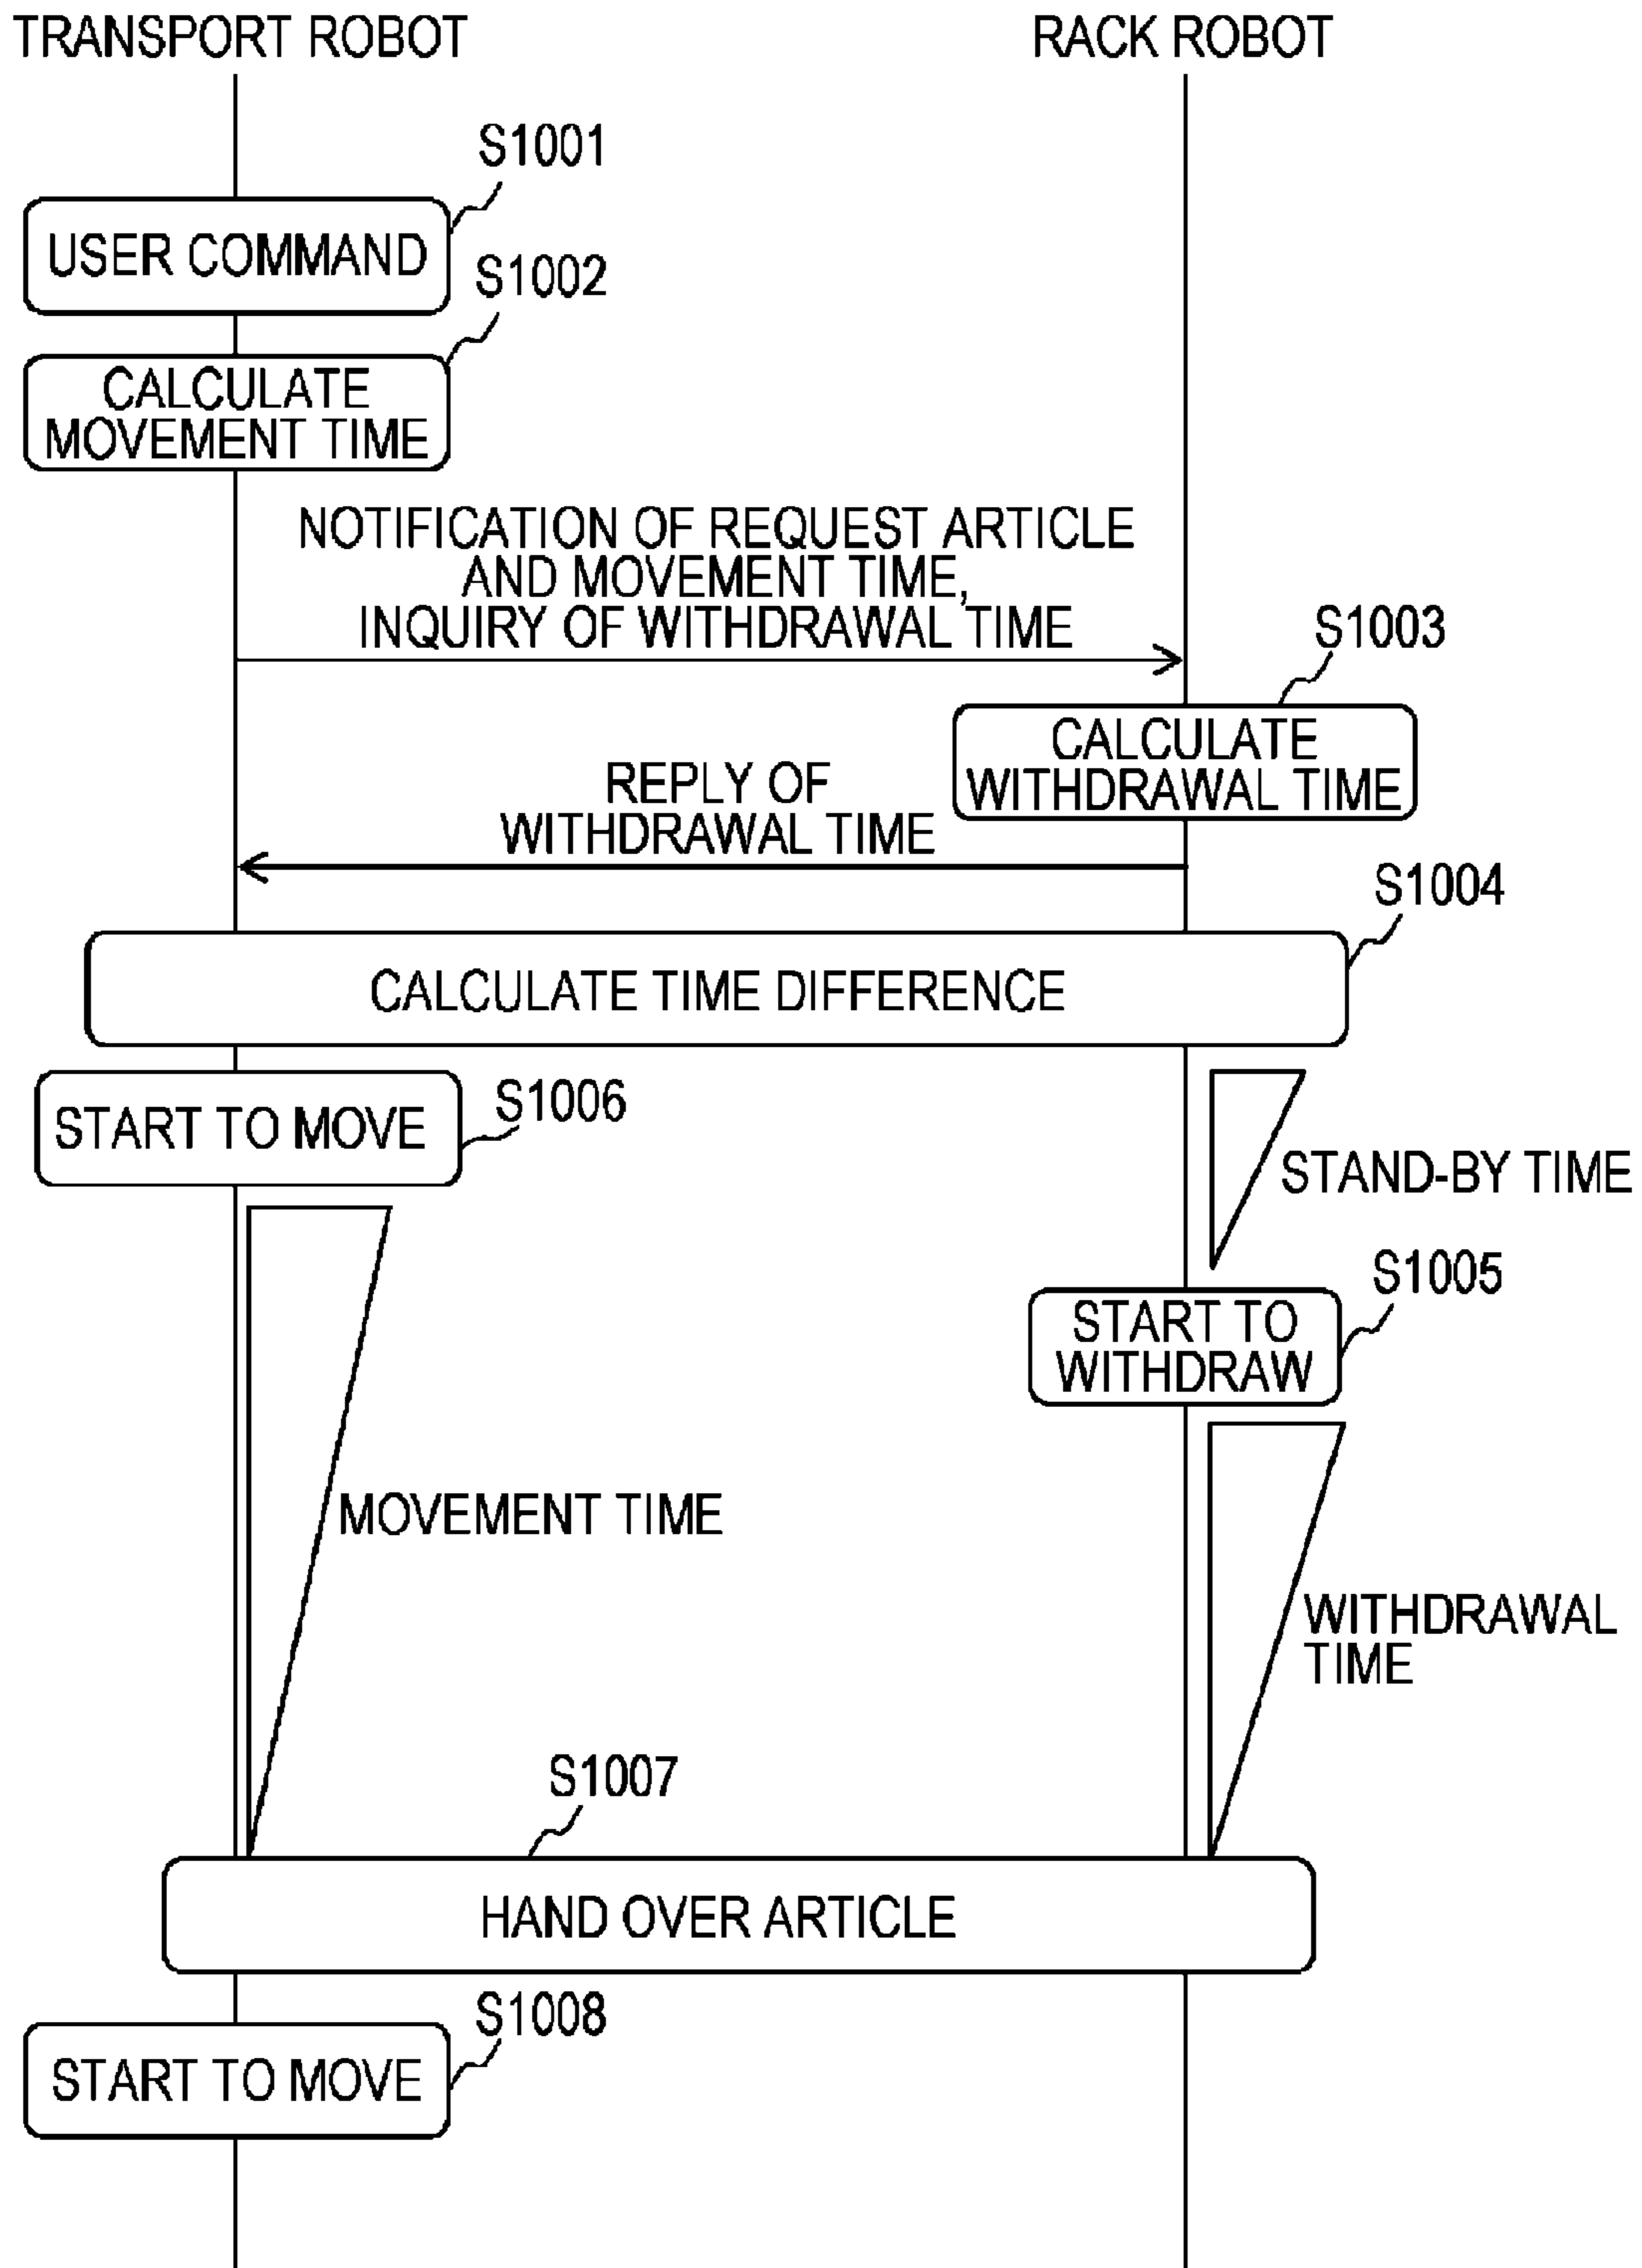 TRANSPORT ROBOT
RACK ROBOT
S1001
USER COMMAND
S1002
CALCULATE
MOVEMENT TIME
NOTIFICATION OF REQUEST ARTICLE
AND MOVEMENT TIME,
INQUIRY OF WITHDRAWAL TIME
S1003
CALCULATE
WITHDRAWAL TIME
REPLY OF
WITHDRAWAL TIME
S1004
CALCULATE TIME DIFFERENCE
START TO MOVE
S1006
STAND-BY TIME
S1005
START TO
WITHDRAW
MOVEMENT TIME
WITHDRAWAL
TIME
S1007
HAND OVER ARTICLE
S1008
START TO MOVE